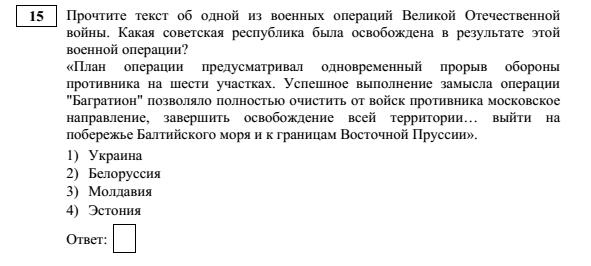 15 Прочтите текст об одной из военных операций Великой Отечественной
войны. Какая советская республика была освобождена в результате этой
военной операции?
«План операции предусматривал одновременный прорыв обороны
противника на шести участках. Успешное выполнение замысла операции
"Багратион" позволяло полностью очистить от войск противника московское
направление, завершить освобождение всей территории… выйти на
побережье Балтийского моря и к границам Восточной Пруссии».
1) Украина
2) Белоруссия
3) Молдавия
4) Эстония
Ответ: